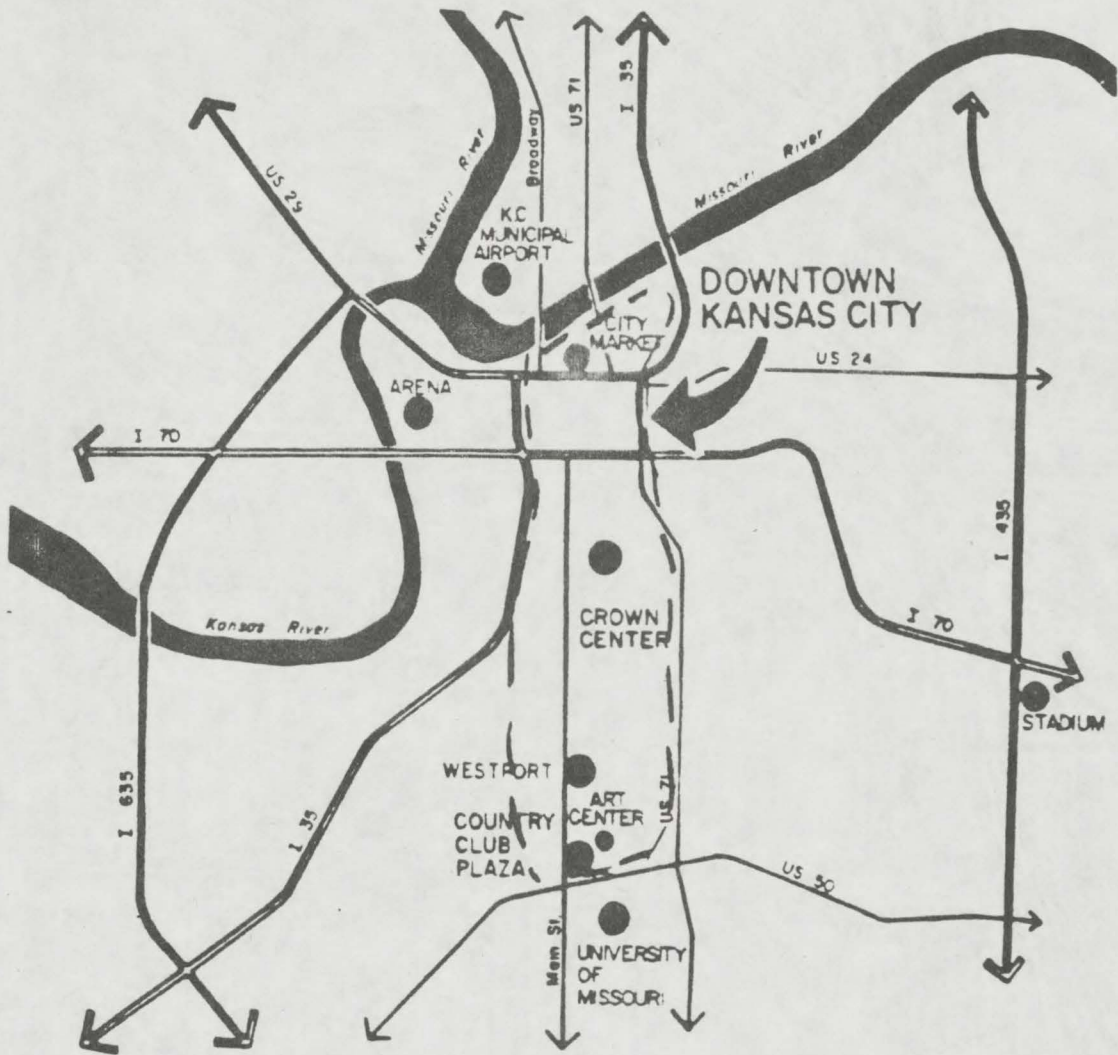 I 35
US 71
Broadway
US 29
Missouri River
Missouri River
K.C
MUNICIPAL
AIRPORT
DOWNTOWN
KANSAS CITY
CITY
MARKET
US 24
ARENA
I 70
I 435
Kansas River
CROWN
CENTER
I 70
STADIUM
WESTPORT
ART
CENTER
US 71
I 635
I 35
COUNTRY
CLUB
PLAZA
US 50
Main St.
UNIVERSITY
OF
MISSOURI